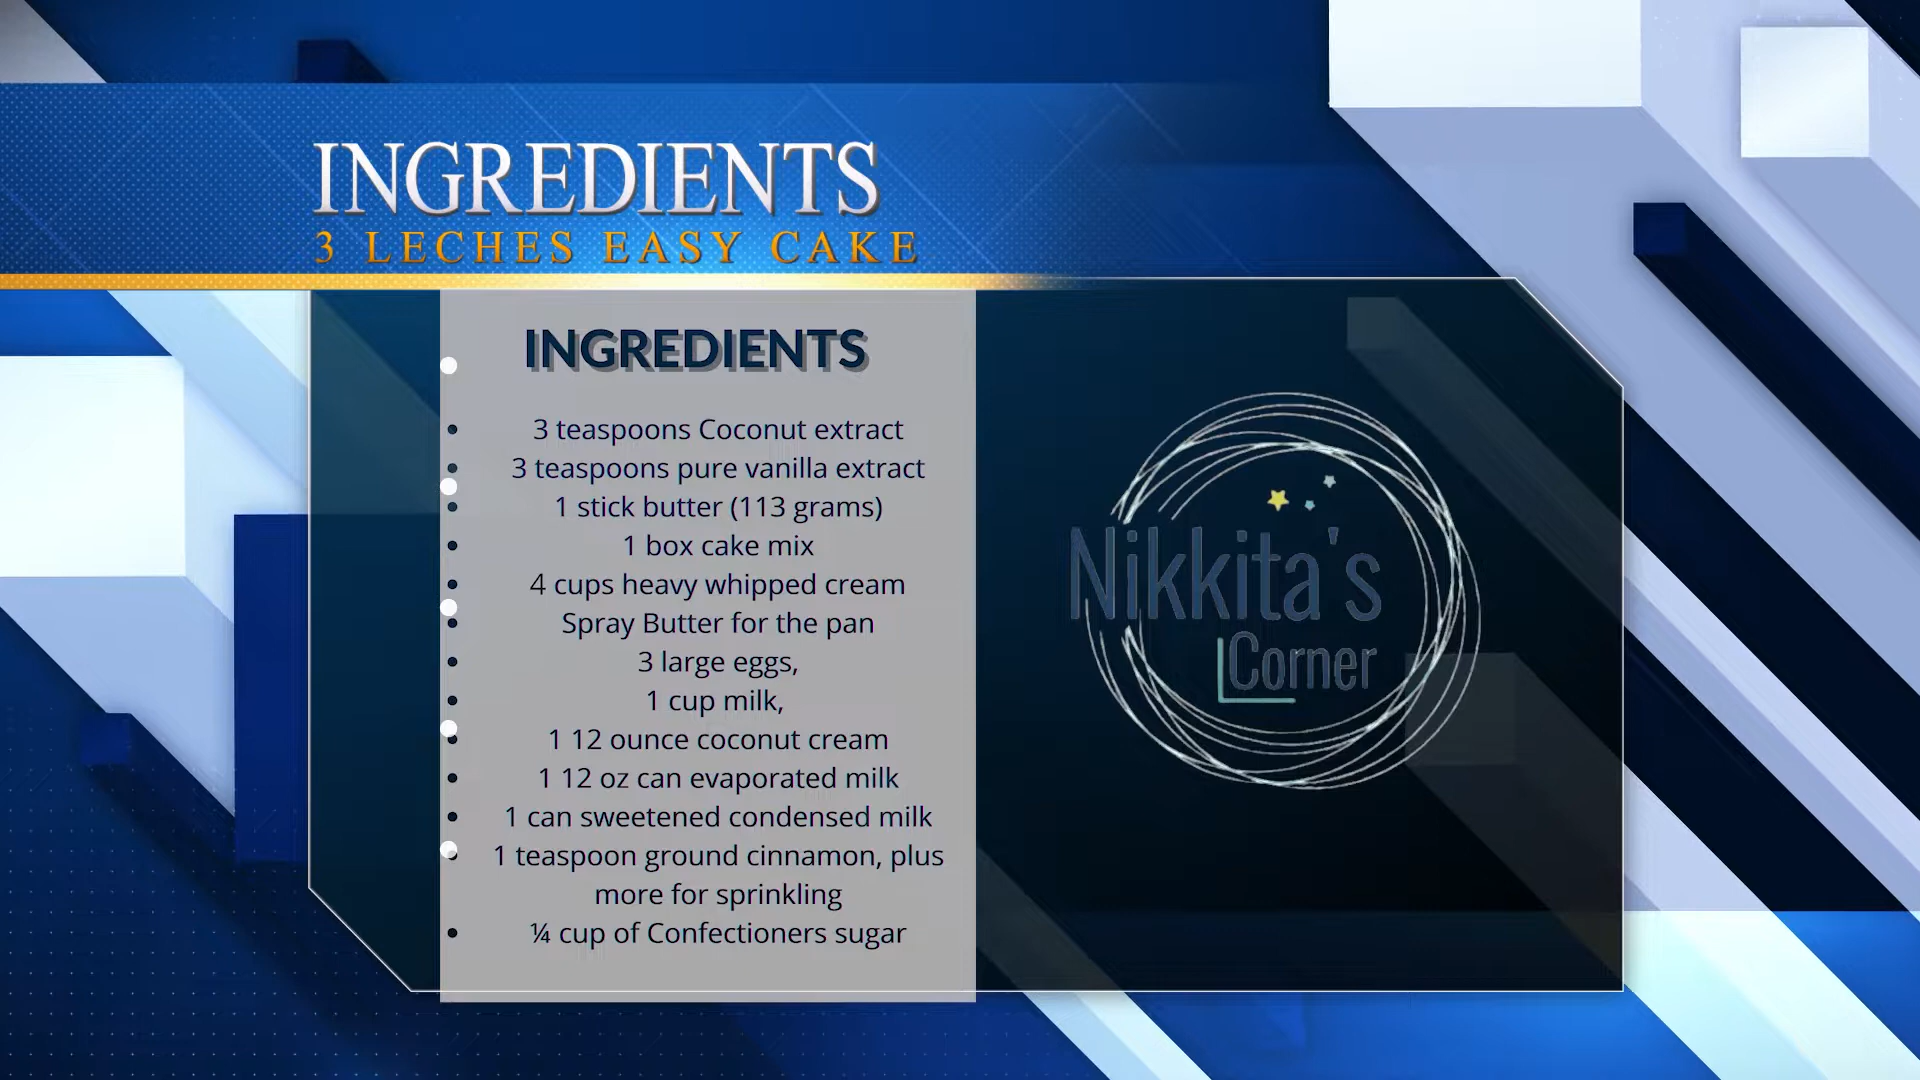 INGREDIENTS
3 LECHES EASY CAKE
INGREDIENTS
3 teaspoons Coconut extract
3 teaspoons pure vanilla extract
1 stick butter (113 grams)
1 box cake mix
4 cups heavy whipped cream
Spray Butter for the pan
3 large eggs,
1 cup milk,
1 12 ounce coconut cream
1 12 oz can evaporated milk
1 can sweetened condensed milk
1 teaspoon ground cinnamon, plus
more for sprinkling
¼ cup of Confectioners sugar
Nikkita's
Corner